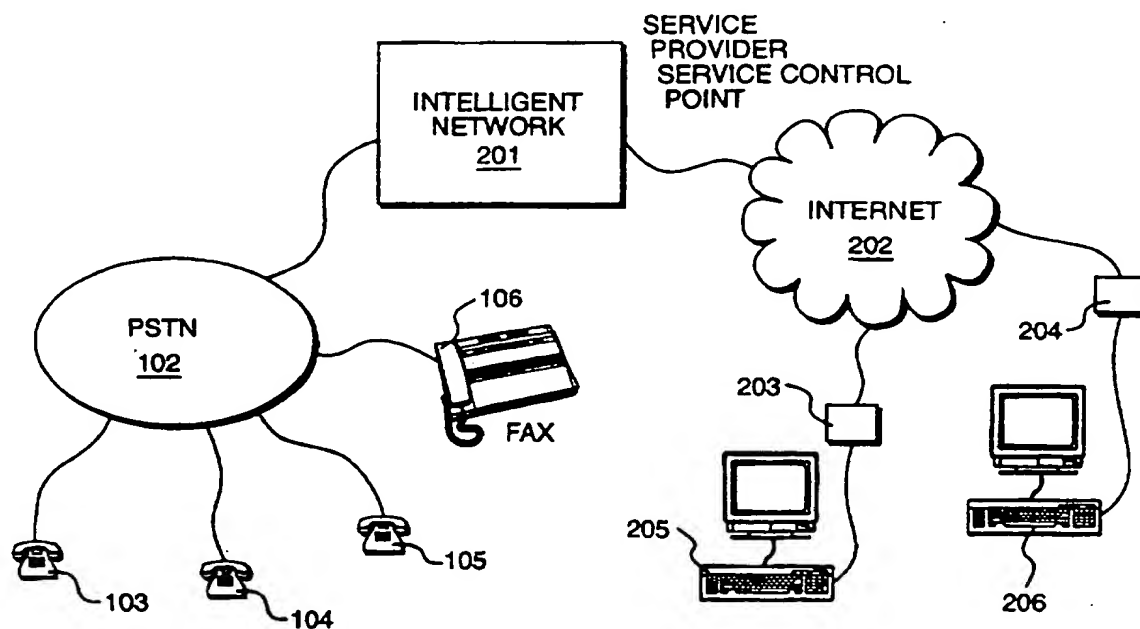 SERVICE
PROVIDER
SERVICE CONTROL
POINT
INTELLIGENT
NETWORK
201
INTERNET
202
204
106
PSTN
102
FAX
203
205
206
103
104
105